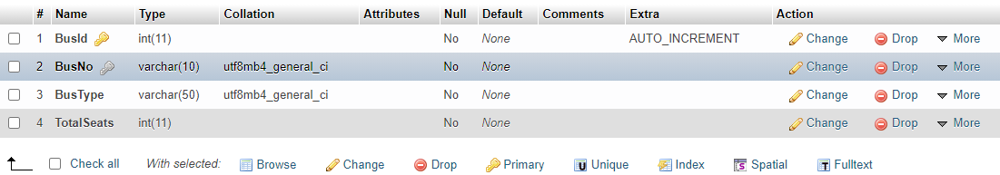 # Name Type Collation Attributes Null Default Comments Extra Action
1 BusId int(11) No None AUTO_INCREMENT Change Drop More
2 BusNo varchar(10) utf8mb4_general_ci No None Change Drop More
3 BusType varchar(50) utf8mb4_general_ci No None Change Drop More
4 TotalSeats int(11) No None Change Drop More
Check all With selected: Browse Change Drop Primary U Unique Index S Spatial T Fulltext